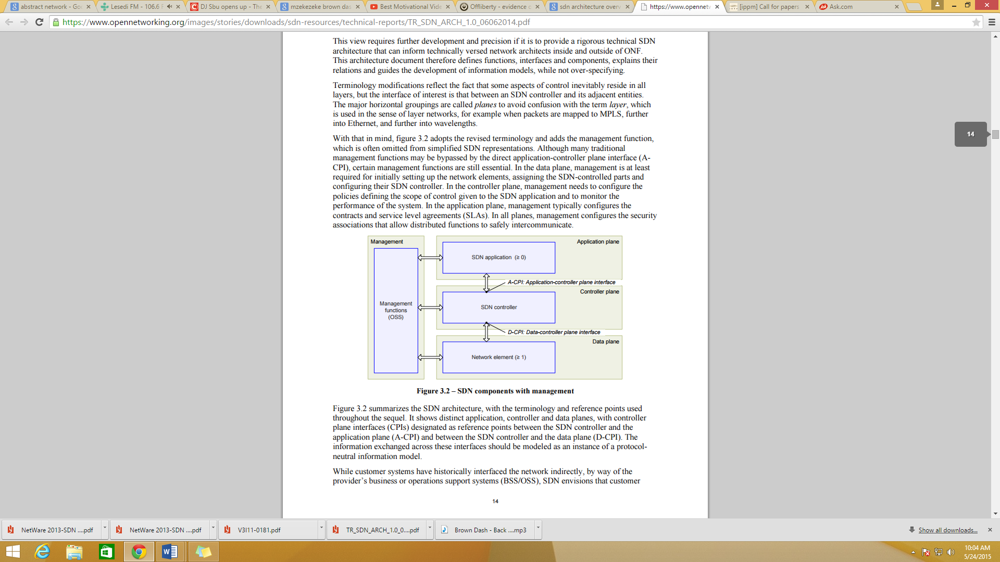 abstract network - Go
Lesedi FM - 106.6 F
DJ Sbu opens up - The
mzekezeke brown das
Best Motivational Vide
Offliberty - evidence o
sdn architecture overv
https://www.opennetw
[ippm] Call for papers
Ask.com
https://www.opennetworking.org/images/stories/downloads/sdn-resources/technical-reports/TR_SDN_ARCH_1.0_06062014.pdf
This view requires further development and precision if it is to provide a rigorous technical SDN
architecture that can inform technically versed network architects inside and outside of ONF.
This architecture document therefore defines functions, interfaces and components, explains their
relations and guides the development of information models, while not over-specifying.
Terminology modifications reflect the fact that some aspects of control inevitably reside in all
layers, but the interface of interest is that between an SDN controller and its adjacent entities.
The major horizontal groupings are called planes to avoid confusion with the term layer, which
is used in the sense of layer networks, for example when packets are mapped to MPLS, further
into Ethernet, and further into wavelengths.
14
With that in mind, figure 3.2 adopts the revised terminology and adds the management function,
which is often omitted from simplified SDN representations. Although many traditional
management functions may be bypassed by the direct application-controller plane interface (A-
CPI), certain management functions are still essential. In the data plane, management is at least
required for initially setting up the network elements, assigning the SDN-controlled parts and
configuring their SDN controller. In the controller plane, management needs to configure the
policies defining the scope of control given to the SDN application and to monitor the
performance of the system. In the application plane, management typically configures the
contracts and service level agreements (SLAs). In all planes, management configures the security
associations that allow distributed functions to safely intercommunicate.
Management
Application plane
SDN application (≥ 0)
A-CPI: Application-controller plane interface
Controller plane
Management
functions
(OSS)
SDN controller
D-CPI: Data-controller plane interface
Data plane
Network element (≥ 1)
Figure 3.2 – SDN components with management
Figure 3.2 summarizes the SDN architecture, with the terminology and reference points used
throughout the sequel. It shows distinct application, controller and data planes, with controller
plane interfaces (CPIs) designated as reference points between the SDN controller and the
application plane (A-CPI) and between the SDN controller and the data plane (D-CPI). The
information exchanged across these interfaces should be modeled as an instance of a protocol-
neutral information model.
While customer systems have historically interfaced the network indirectly, by way of the
provider's business or operations support systems (BSS/OSS), SDN envisions that customer
14
NetWare 2013-SDN ....pdf
NetWare 2013-SDN ....pdf
V3I11-0181.pdf
TR_SDN_ARCH_1.0_0....pdf
Brown Dash - Back ....mp3
Show all downloads...
10:04 AM
5/24/2015